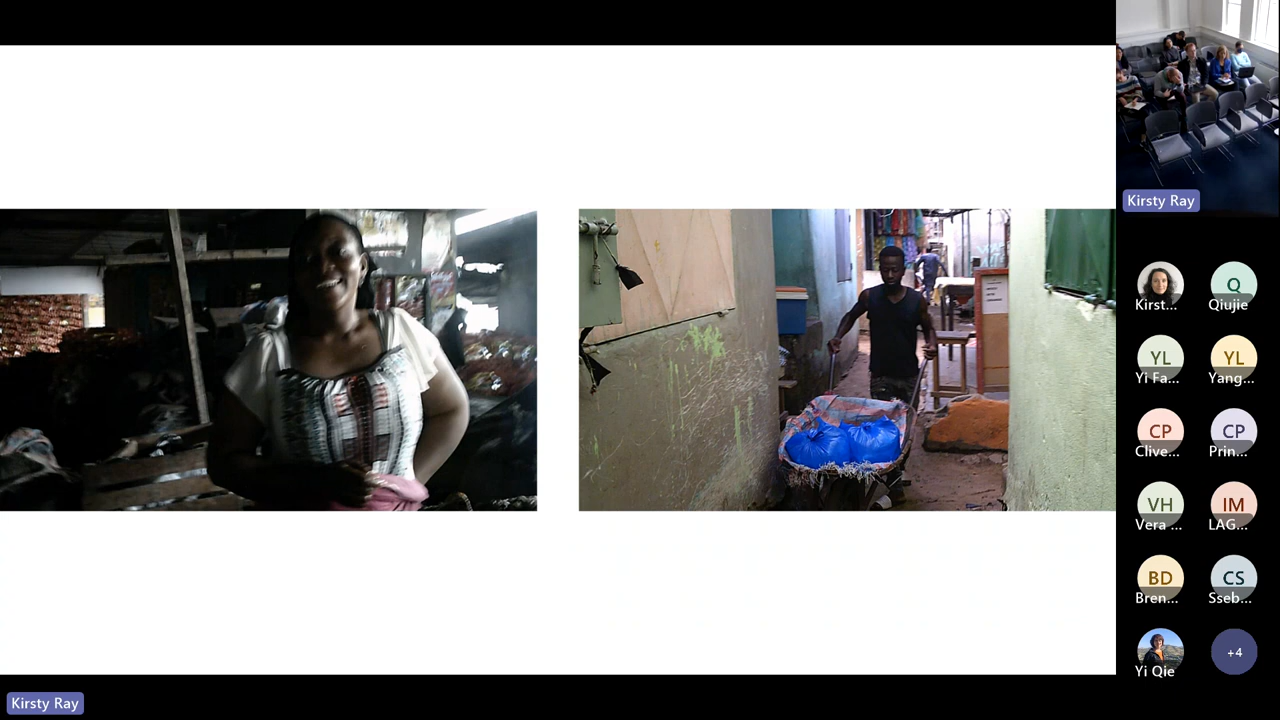 Kirsty Ray
Kirst...
Q
Qiujie
YL
Yi Fa...
YL
Yang...
CP
Clive...
CP
Prin...
VH
Vera ...
IM
LAG...
BD
Bren...
CS
Sseb...
Yi Qie
+4
Kirsty Ray